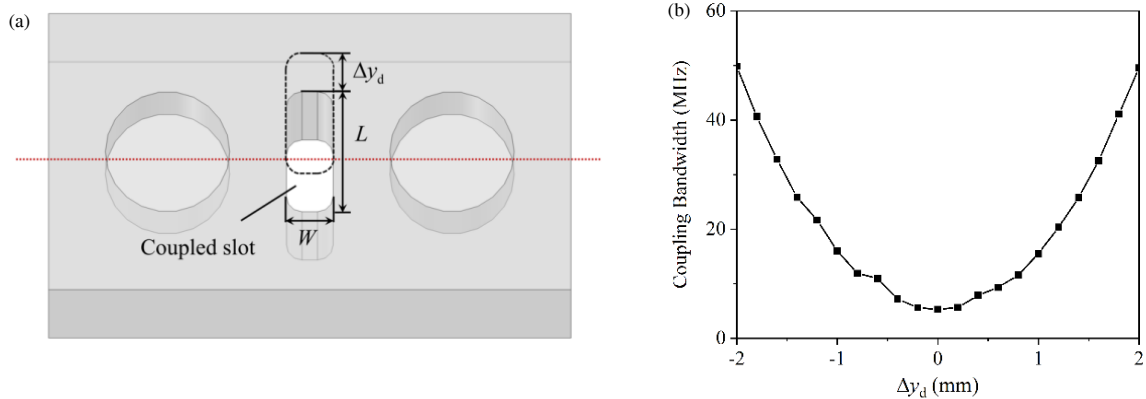 (a)
Δy_d
L
W
Coupled slot
(b)
60
40
20
0
Coupling Bandwidth (MHz)
-2
-1
0
1
2
Δy_d (mm)